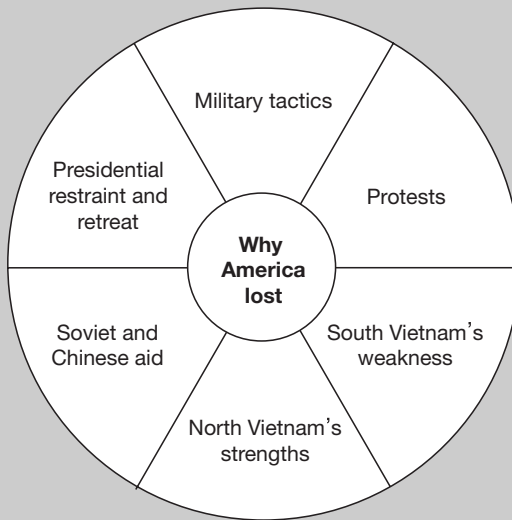 Military tactics
Presidential
restraint and
retreat
Protests
Why
America
lost
Soviet and
Chinese aid
South Vietnam's
weakness
North Vietnam's
strengths